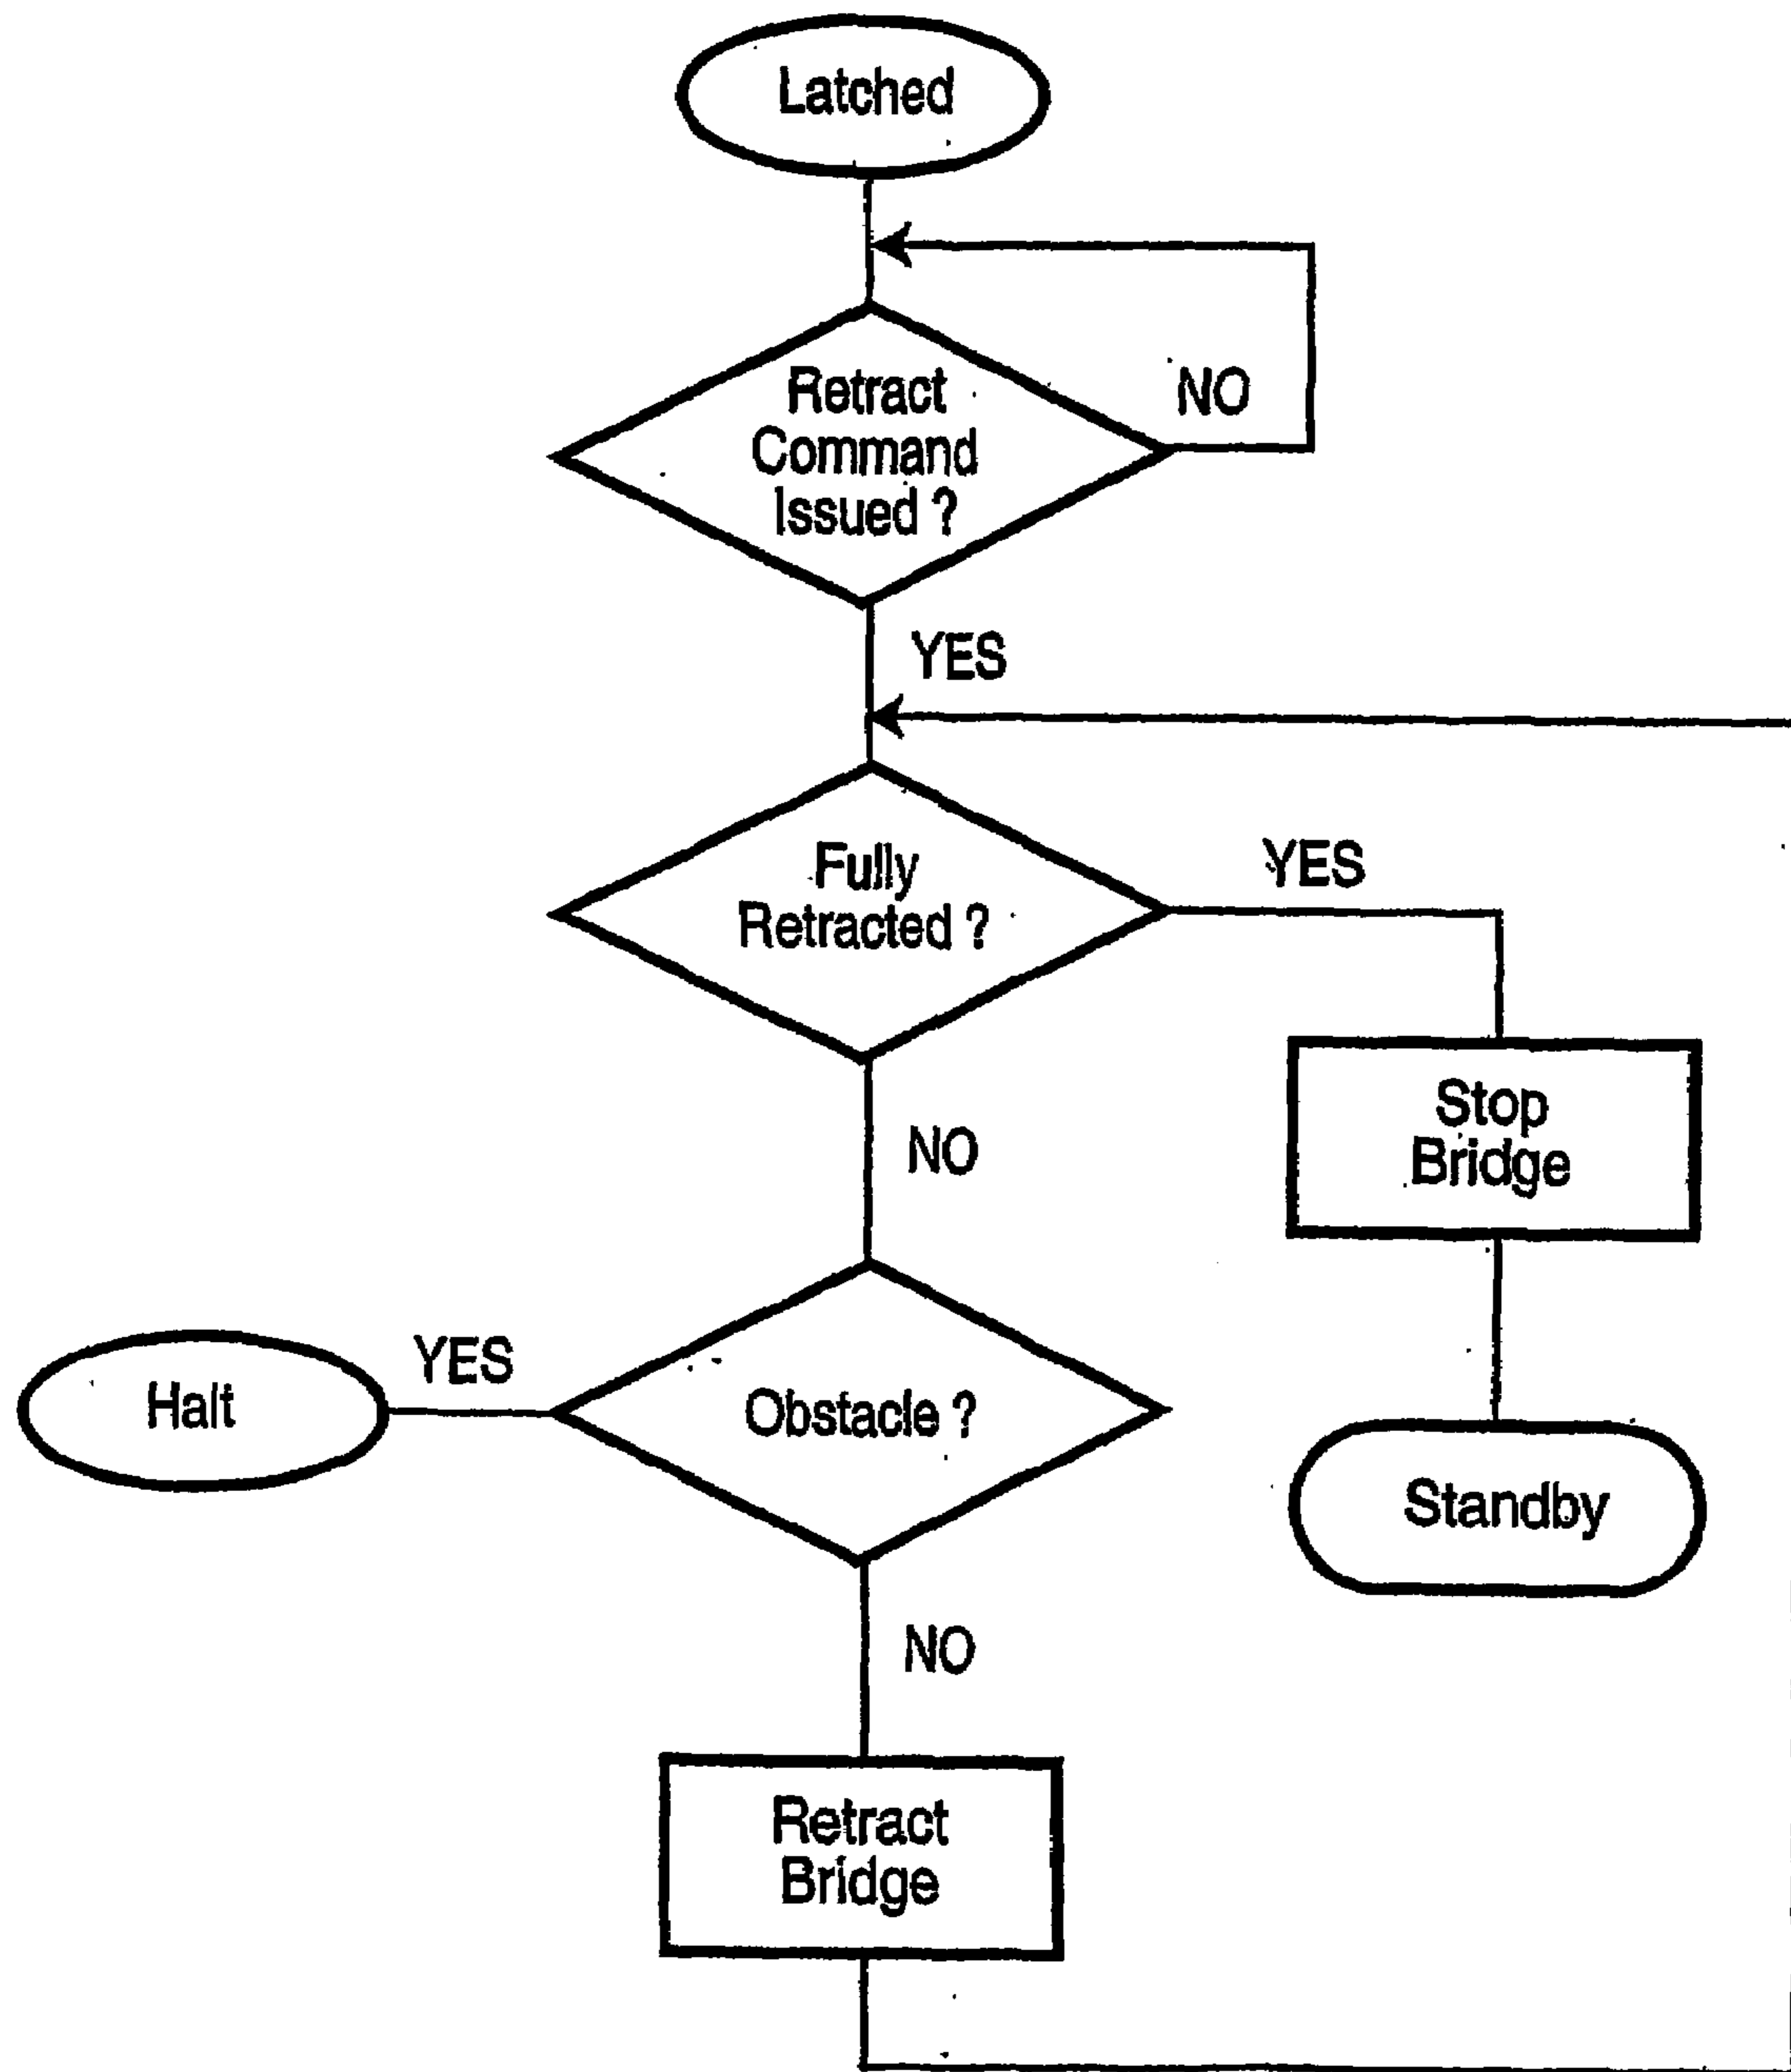 Latched
Retract
Command
Issued ?
NO
YES
Fully
Retracted ?
YES
NO
Stop
Bridge
Halt
YES
Obstacle ?
Standby
NO
Retract
Bridge